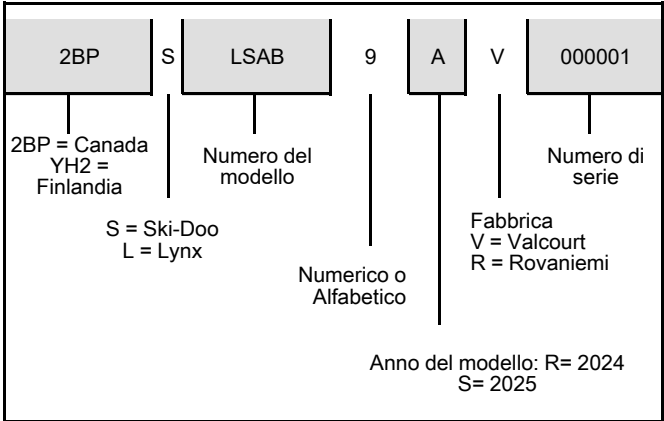 2BP S LSAB 9 A V 000001
2BP = Canada
YH2 =
Finlandia
Numero del
modello
Numero di
serie
S = Ski-Doo
L = Lynx
Fabbrica
V = Valcourt
R = Rovaniemi
Numerico o
Alfabetico
Anno del modello: R= 2024
S= 2025